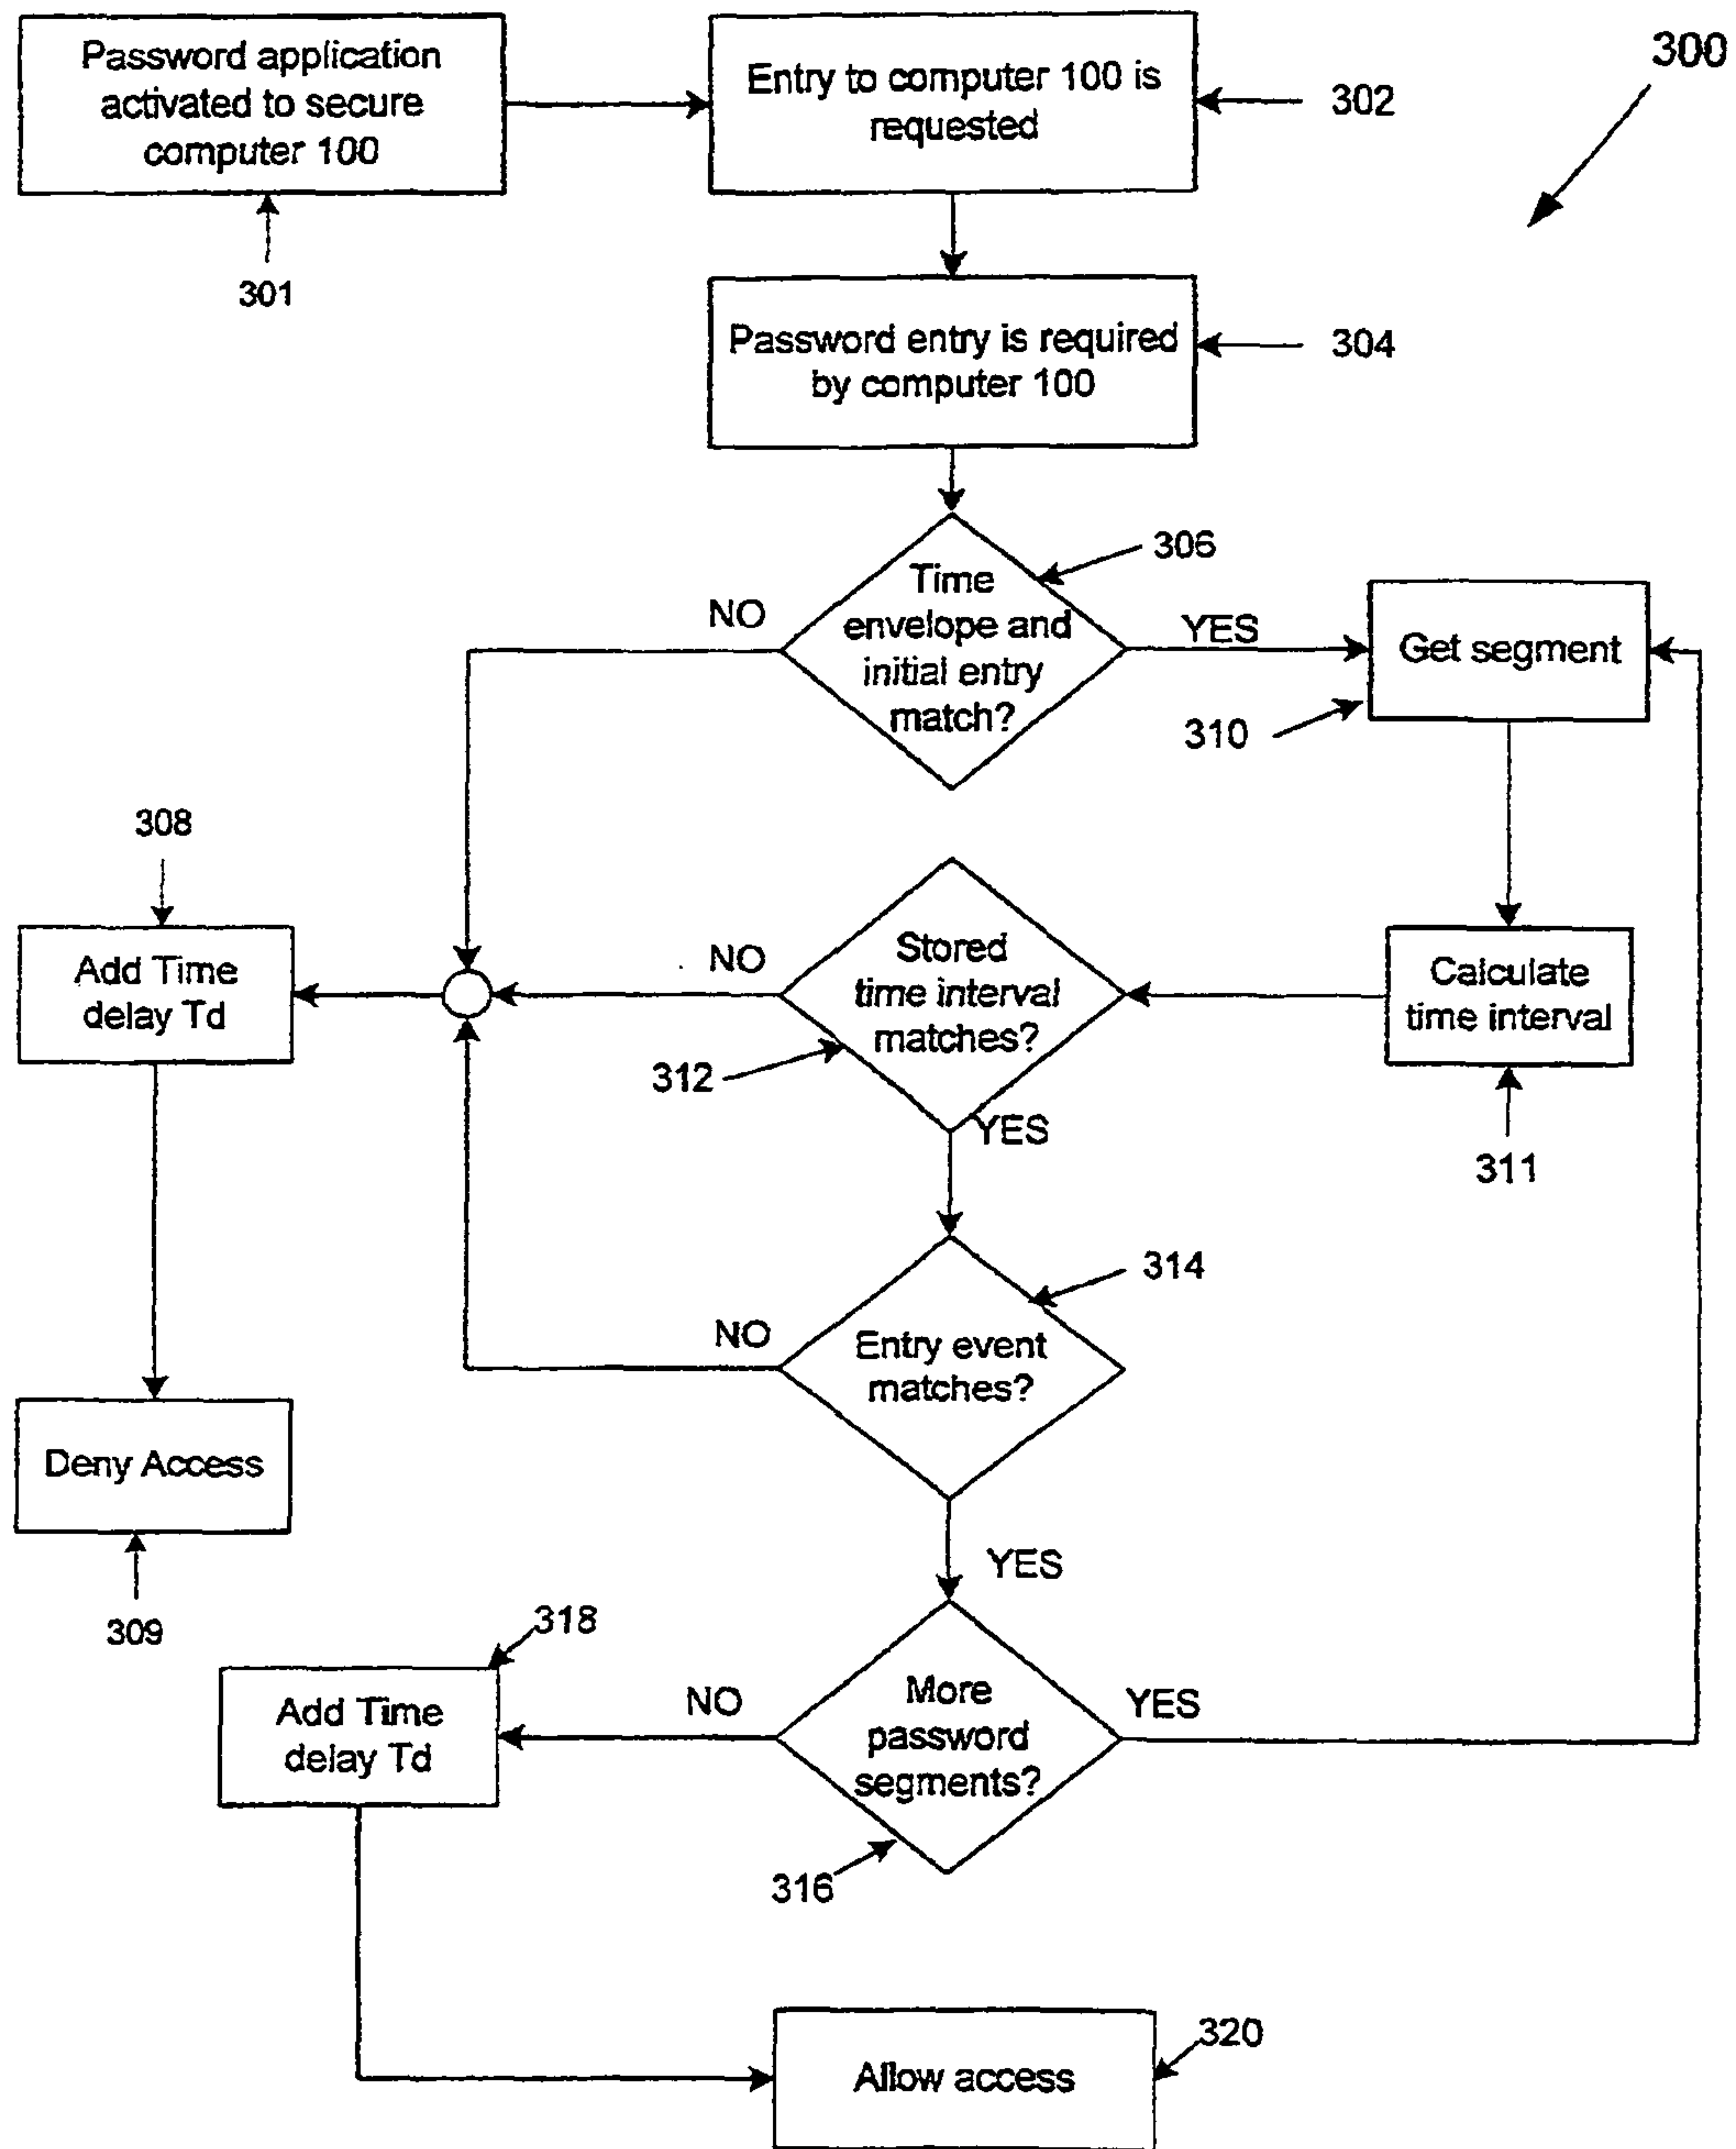 Password application
activated to secure
computer 100
Entry to computer 100 is
requested
302
300
301
Password entry is required
by computer 100
304
306
Time
envelope and
initial entry
match?
NO
YES
Get segment
310
308
Add Time
delay Td
NO
Stored
time interval
matches?
312
YES
Calculate
time interval
311
314
NO
Entry event
matches?
Deny Access
309
YES
318
Add Time
delay Td
NO
More
password
segments?
YES
316
Allow access
320